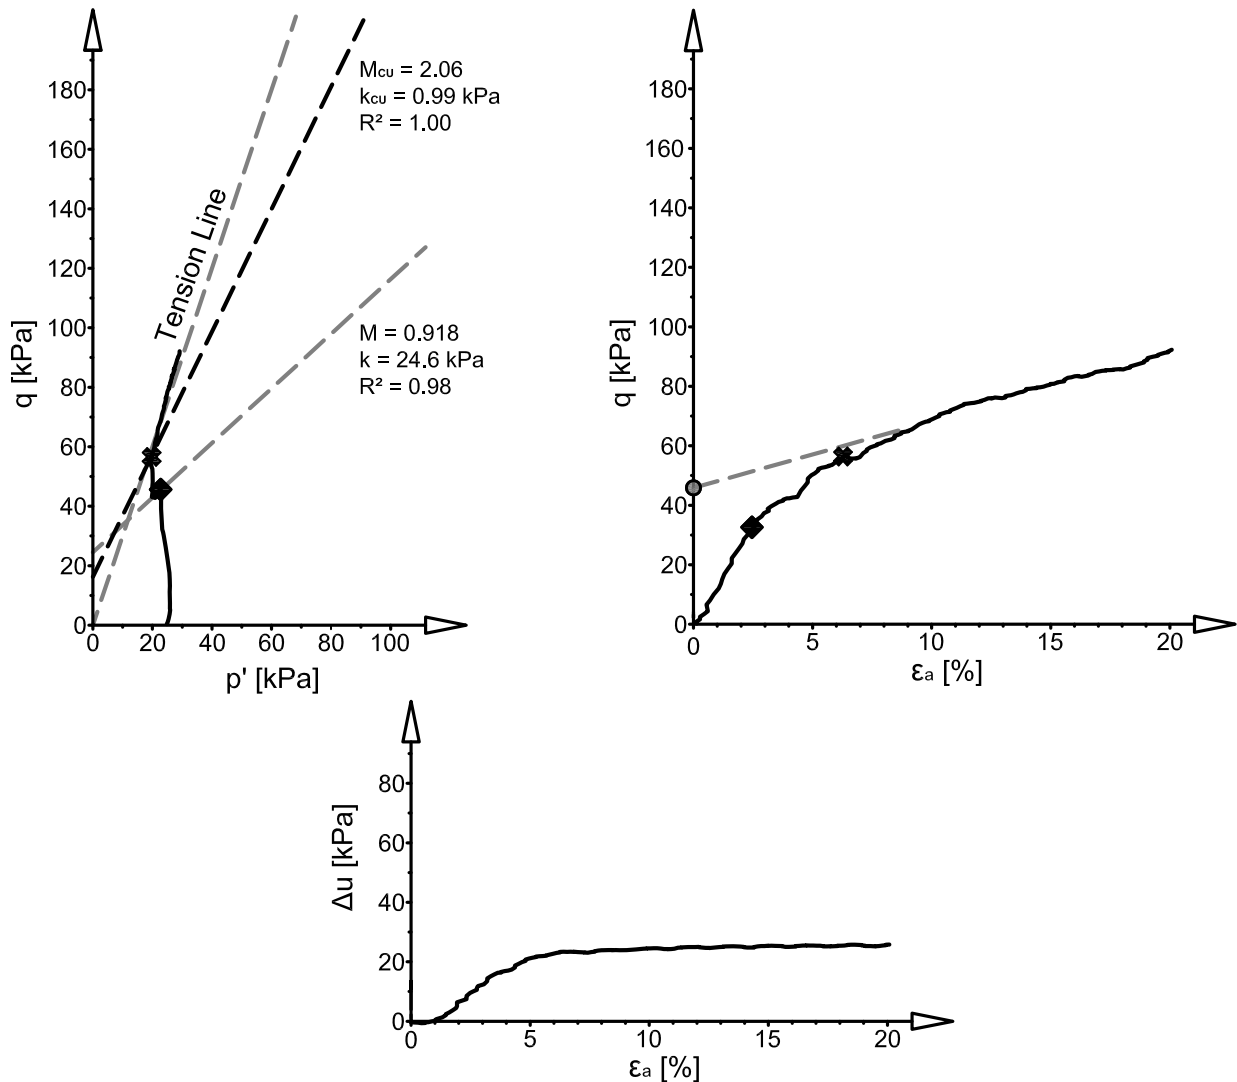 180
160
140
120
100
80
60
40
20
0
q [kPa]
0 20 40 60 80 100
p' [kPa]
Tension Line
Mcu = 2.06
kcu = 0.99 kPa
R² = 1.00
M = 0.918
k = 24.6 kPa
R² = 0.98
180
160
140
120
100
80
60
40
20
0
q [kPa]
0 5 10 15 20
εa [%]
80
60
40
20
0
Δu [kPa]
0 5 10 15 20
εa [%]